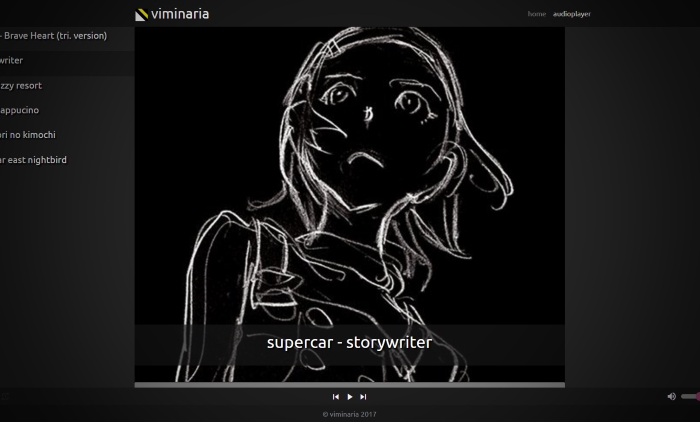 viminaria
home audioplayer
- Brave Heart (tri. version)
writer
zzy resort
appucino
ori no kimochi
ar east nightbird
supercar - storywriter
© viminaria 2017